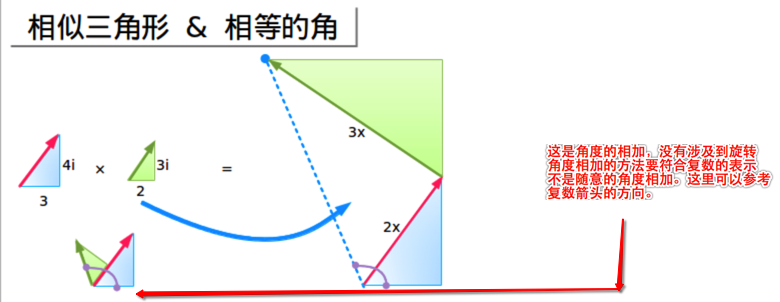 相似三角形 & 相等的角
3x
4i
×
3i
=
3
2
2x
这是角度的相加，没有涉及到旋转
角度相加的方法要符合复数的表示
不是随意的角度相加。这里可以参考
复数箭头的方向。